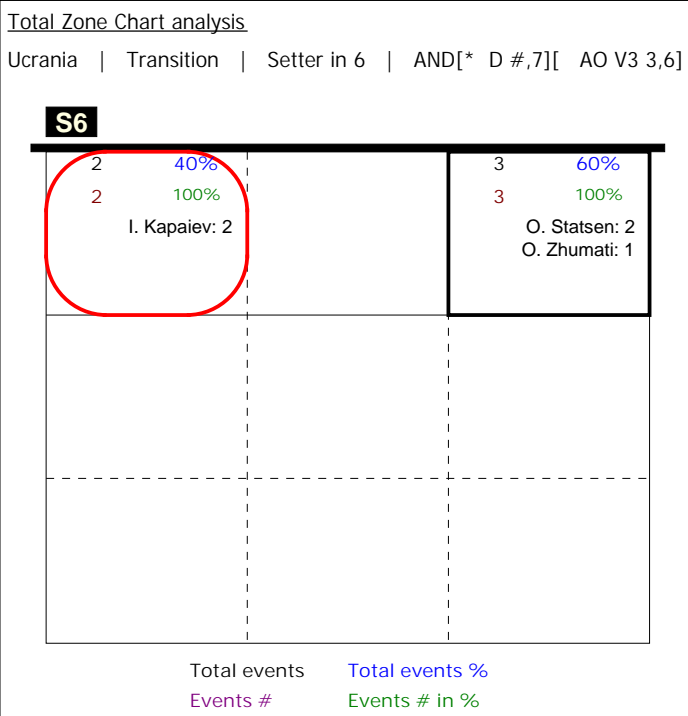 Total Zone Chart analysis
Ucrania | Transition | Setter in 6 | AND[* D #,7][ AO V3 3,6]
S6
2 40%
2 100%
I. Kapaiev: 2
3 60%
3 100%
O. Statsen: 2
O. Zhumati: 1
Total events Total events %
Events # Events # in %